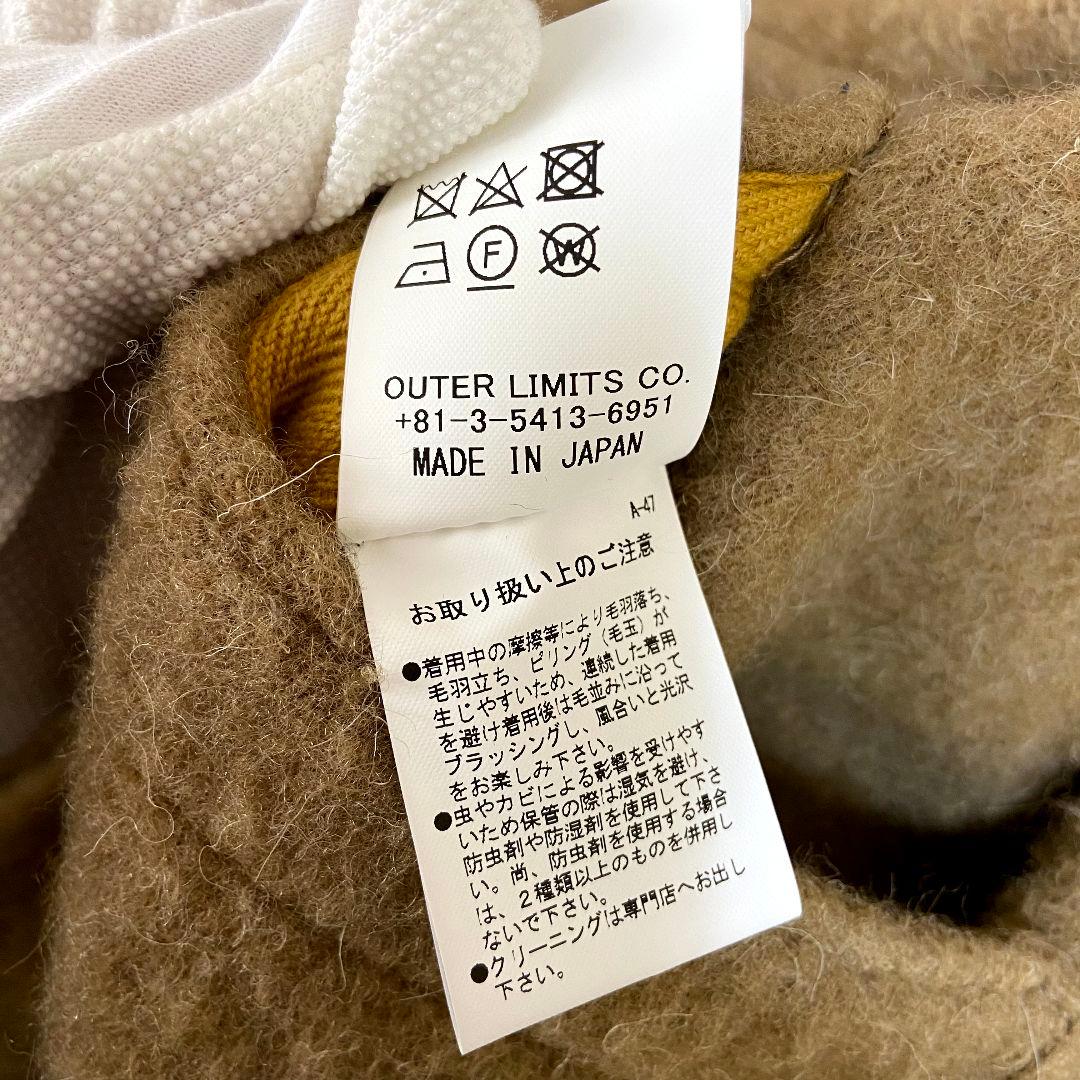 F
W
OUTER LIMITS CO.
+81-3-5413-6951
MADE IN JAPAN
A-47
お取り扱い上のご注意
●着用中の摩擦等により毛羽落ち、
毛羽立ち、ピリング（毛玉）が
生じやすいため、連続した着用
を避け着用後は毛並みに沿って
ブラッシングし、風合いと光沢
をお楽しみ下さい。
●虫やカビによる影響を受けやす
いため保管の際は湿気を避け、
防虫剤や防湿剤を使用して下さ
い。尚、防虫剤を使用する場合
は、２種類以上のものを併用し
ないで下さい。
●クリーニングは専門店へお出し
下さい。